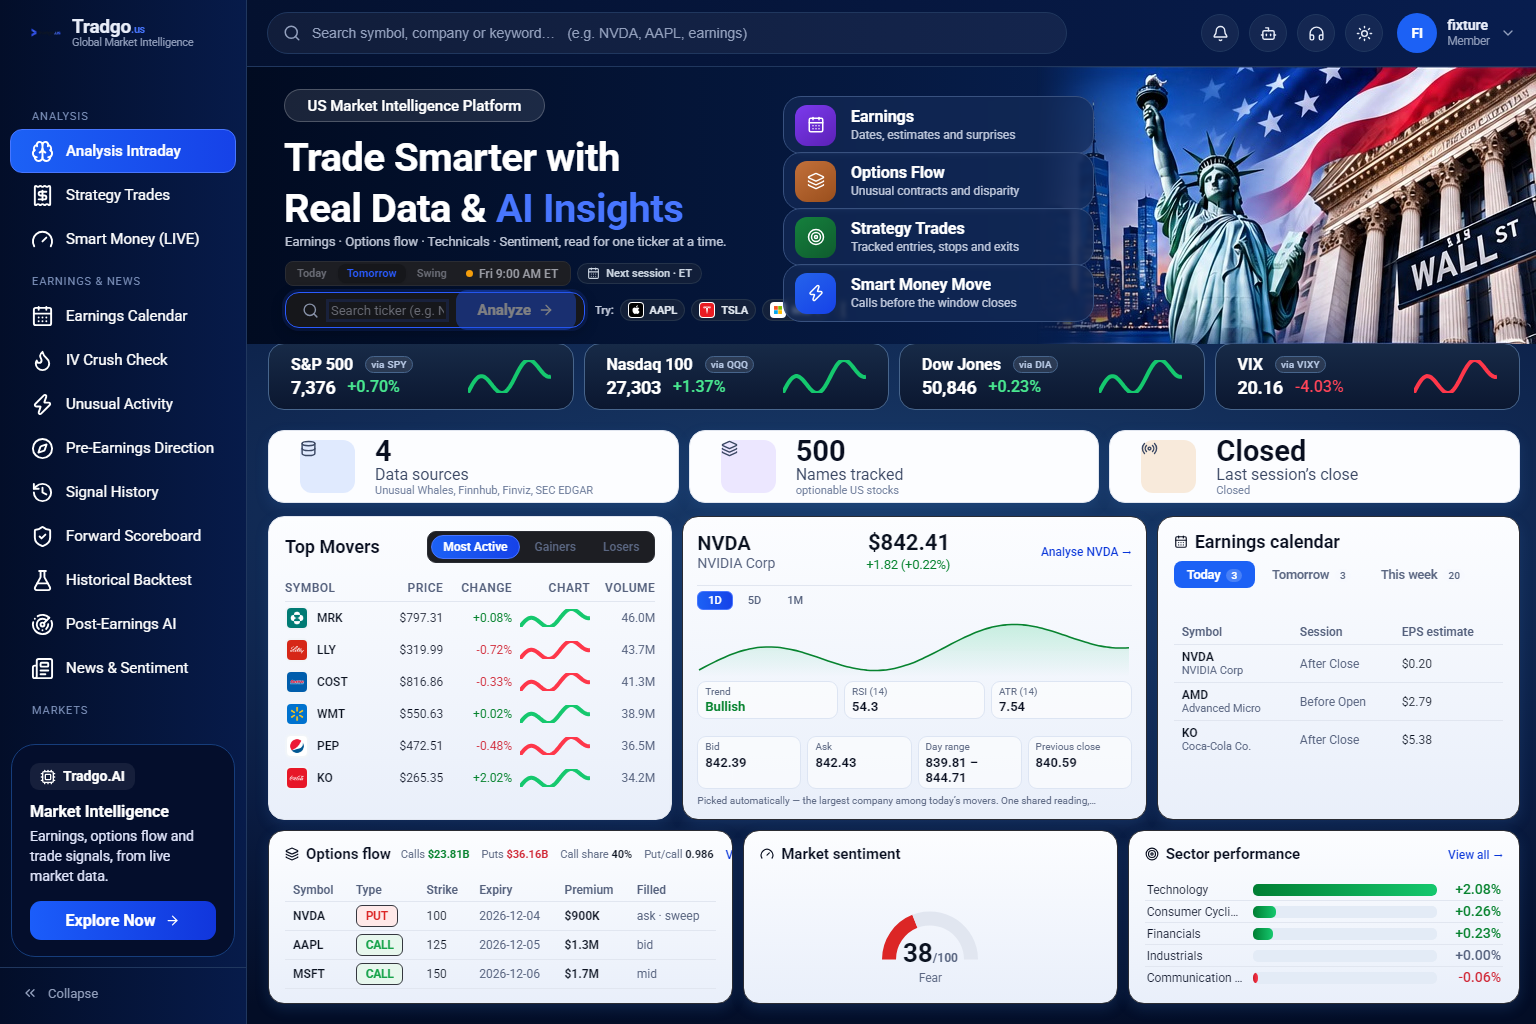 Tradgo.us
Global Market Intelligence
Search symbol, company or keyword... (e.g. NVDA, AAPL, earnings)
FI
fixture
Member
ANALYSIS
Analysis Intraday
Strategy Trades
Smart Money (LIVE)
EARNINGS & NEWS
Earnings Calendar
IV Crush Check
Unusual Activity
Pre-Earnings Direction
Signal History
Forward Scoreboard
Historical Backtest
Post-Earnings AI
News & Sentiment
MARKETS
Tradgo.AI
Market Intelligence
Earnings, options flow and
trade signals, from live
market data.
Explore Now →
Collapse
US Market Intelligence Platform
Trade Smarter with
Real Data & AI Insights
Earnings · Options flow · Technicals · Sentiment, read for one ticker at a time.
Today Tomorrow Swing Fri 9:00 AM ET Next session · ET
Search ticker (e.g. N Analyze → Try: AAPL TSLA
Earnings
Dates, estimates and surprises
Options Flow
Unusual contracts and disparity
Strategy Trades
Tracked entries, stops and exits
Smart Money Move
Calls before the window closes
WALL ST
S&P 500 via SPY
7,376 +0.70%
Nasdaq 100 via QQQ
27,303 +1.37%
Dow Jones via DIA
50,846 +0.23%
VIX via VIXY
20.16 -4.03%
4
Data sources
Unusual Whales, Finnhub, Finviz, SEC EDGAR
500
Names tracked
optionable US stocks
Closed
Last session's close
Closed
Top Movers Most Active Gainers Losers
SYMBOL PRICE CHANGE CHART VOLUME
MRK $797.31 +0.08% 46.0M
LLY $319.99 -0.72% 43.7M
COST $816.86 -0.33% 41.3M
WMT $550.63 +0.02% 38.9M
PEP $472.51 -0.48% 36.5M
KO $265.35 +2.02% 34.2M
NVDA
NVIDIA Corp
$842.41
+1.82 (+0.22%)
Analyse NVDA →
1D 5D 1M
Trend
Bullish
RSI (14)
54.3
ATR (14)
7.54
Bid
842.39
Ask
842.43
Day range
839.81 –
844.71
Previous close
840.59
Picked automatically — the largest company among today's movers. One shared reading,…
Earnings calendar
Today 3 Tomorrow 3 This week 20
Symbol Session EPS estimate
NVDA
NVIDIA Corp
After Close $0.20
AMD
Advanced Micro
Before Open $2.79
KO
Coca-Cola Co.
After Close $5.38
Options flow Calls $23.81B Puts $36.16B Call share 40% Put/call 0.986
Symbol Type Strike Expiry Premium Filled
NVDA PUT 100 2026-12-04 $900K ask · sweep
AAPL CALL 125 2026-12-05 $1.3M bid
MSFT CALL 150 2026-12-06 $1.7M mid
Market sentiment
38/100
Fear
Sector performance View all →
Technology +2.08%
Consumer Cycli… +0.26%
Financials +0.23%
Industrials +0.00%
Communication … -0.06%